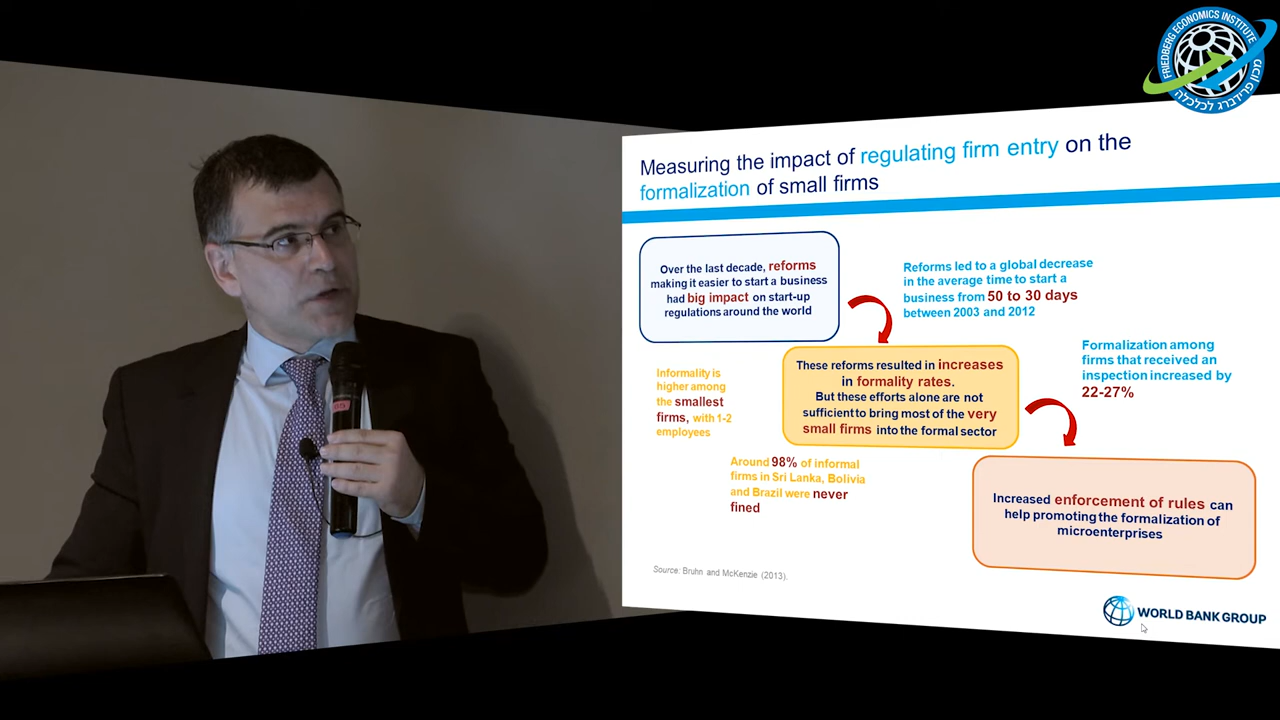 FRIEDBERG ECONOMICS INSTITUTE
מכון פרידברג לכלכלה
Measuring the impact of regulating firm entry on the
formalization of small firms
Over the last decade, reforms
making it easier to start a business
had big impact on start-up
regulations around the world
Reforms led to a global decrease
in the average time to start a
business from 50 to 30 days
between 2003 and 2012
These reforms resulted in increases
in formality rates.
But these efforts alone are not
sufficient to bring most of the very
small firms into the formal sector
Formalization among
firms that received an
inspection increased by
22-27%
Informality is
higher among
the smallest
firms, with 1-2
employees
Around 98% of informal
firms in Sri Lanka, Bolivia
and Brazil were never
fined
Increased enforcement of rules can
help promoting the formalization of
microenterprises
Source: Bruhn and McKenzie (2013).
WORLD BANK GROUP